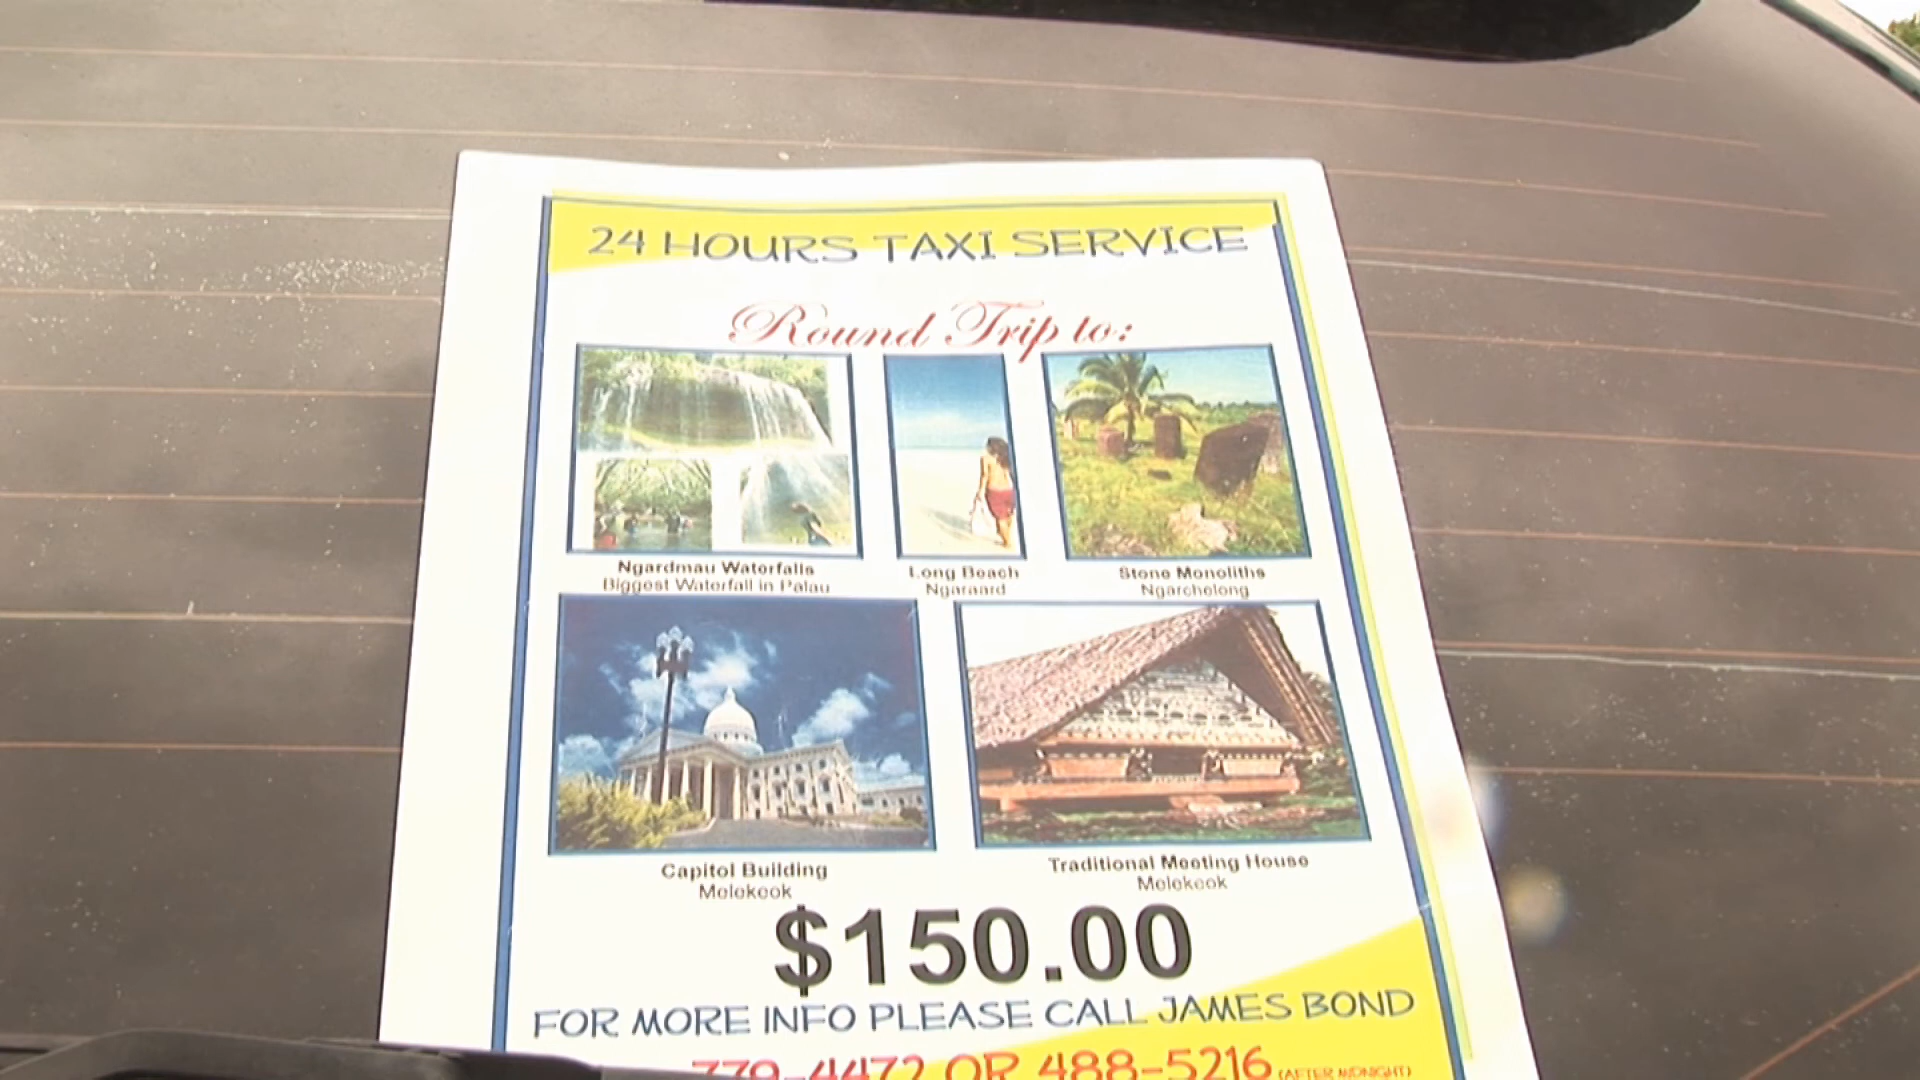 24 HOURS TAXI SERVICE
Round Trip to:
Ngardmau Waterfalls
Biggest Waterfall in Palau
Long Beach
Ngaraard
Stone Monoliths
Ngarchelong
Capitol Building
Melekeok
Traditional Meeting House
Melekeok
$150.00
FOR MORE INFO PLEASE CALL JAMES BOND
779-4472 OR 488-5216 (AFTER MIDNIGHT)